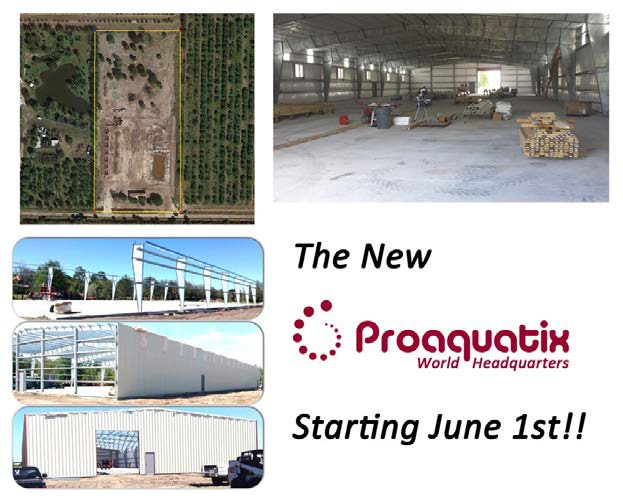 The New
Proaquatix
World Headquarters
Starting June 1st!!